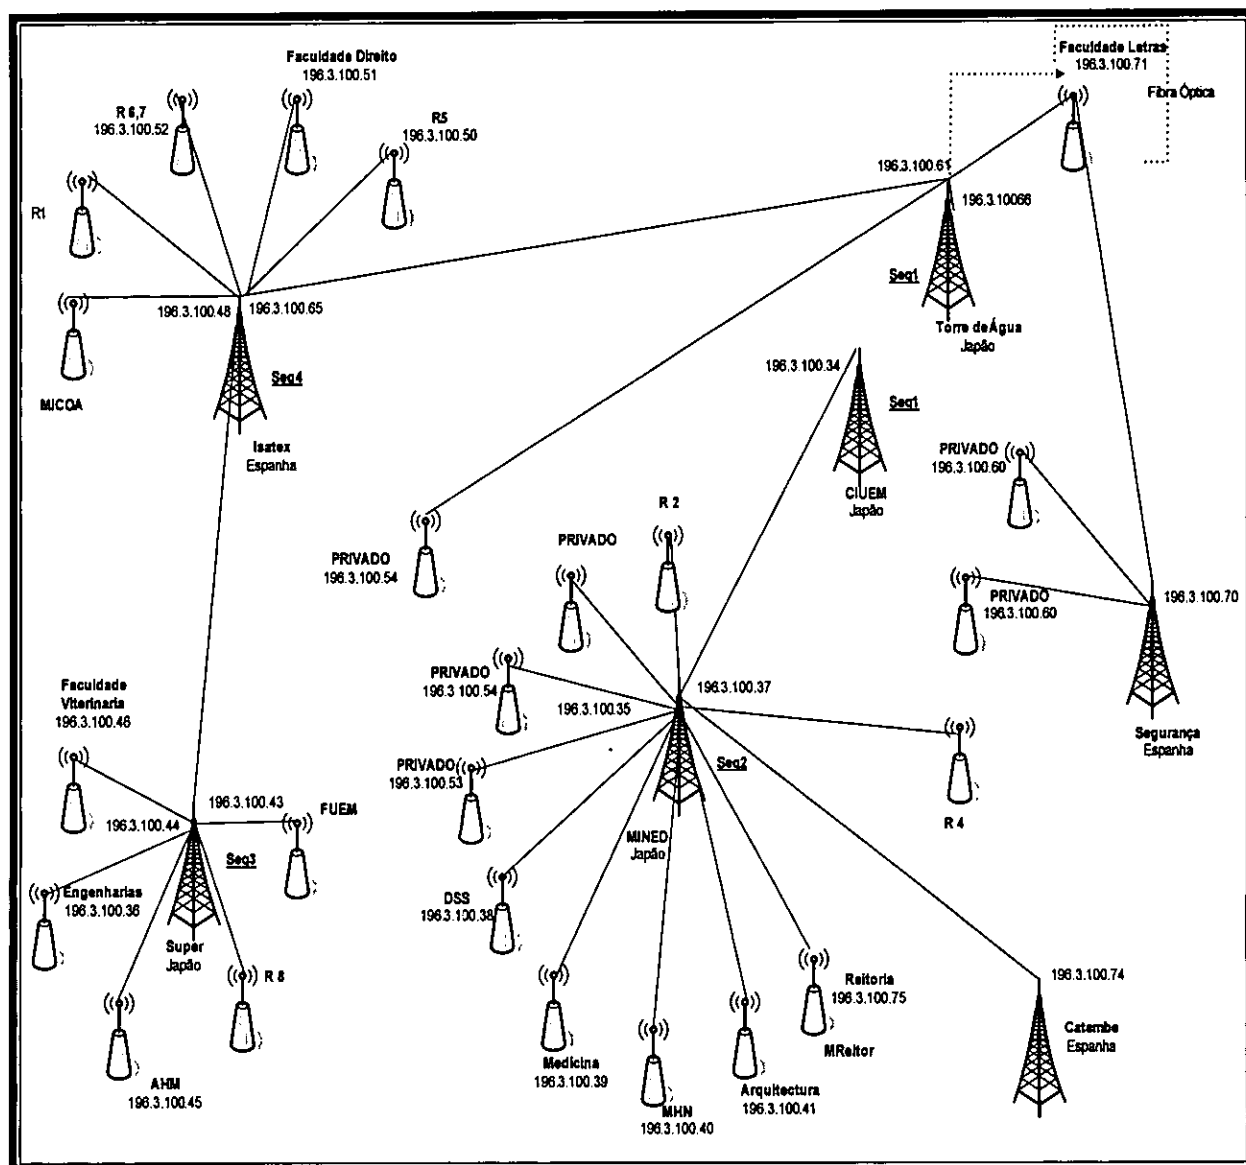 Faculdade Direito
196.3.100.51
R 6,7
196.3.100.52
R5
196.3.100.50
R1
MICOA
196.3.100.48
196.3.100.65
Seg4
Isatex
Espanha
Faculdade Letras
196.3.100.71
Fibra Óptica
196.3.100.61
196.3.10066
Seg1
Torre de Água
Japão
196.3.100.34
Seg1
CIUEM
Japão
PRIVADO
196.3.100.60
PRIVADO
196.3.100.60
196.3.100.70
Segurança
Espanha
PRIVADO
196.3.100.54
PRIVADO
R 2
PRIVADO
196.3.100.54
196.3.100.37
196.3.100.35
PRIVADO
196.3.100.53
Seg2
MINED
Japão
R 4
Faculdade
Viterinaria
196.3.100.46
196.3.100.43
FUEM
196.3.100.44
Seg3
Engenharias
196.3.100.36
Super
Japão
R 8
AHM
196.3.100.45
DSS
196.3.100.38
Medicina
196.3.100.39
MHN
196.3.100.40
Arquitectura
196.3.100.41
Reitoria
196.3.100.75
MReitor
196.3.100.74
Catembe
Espanha